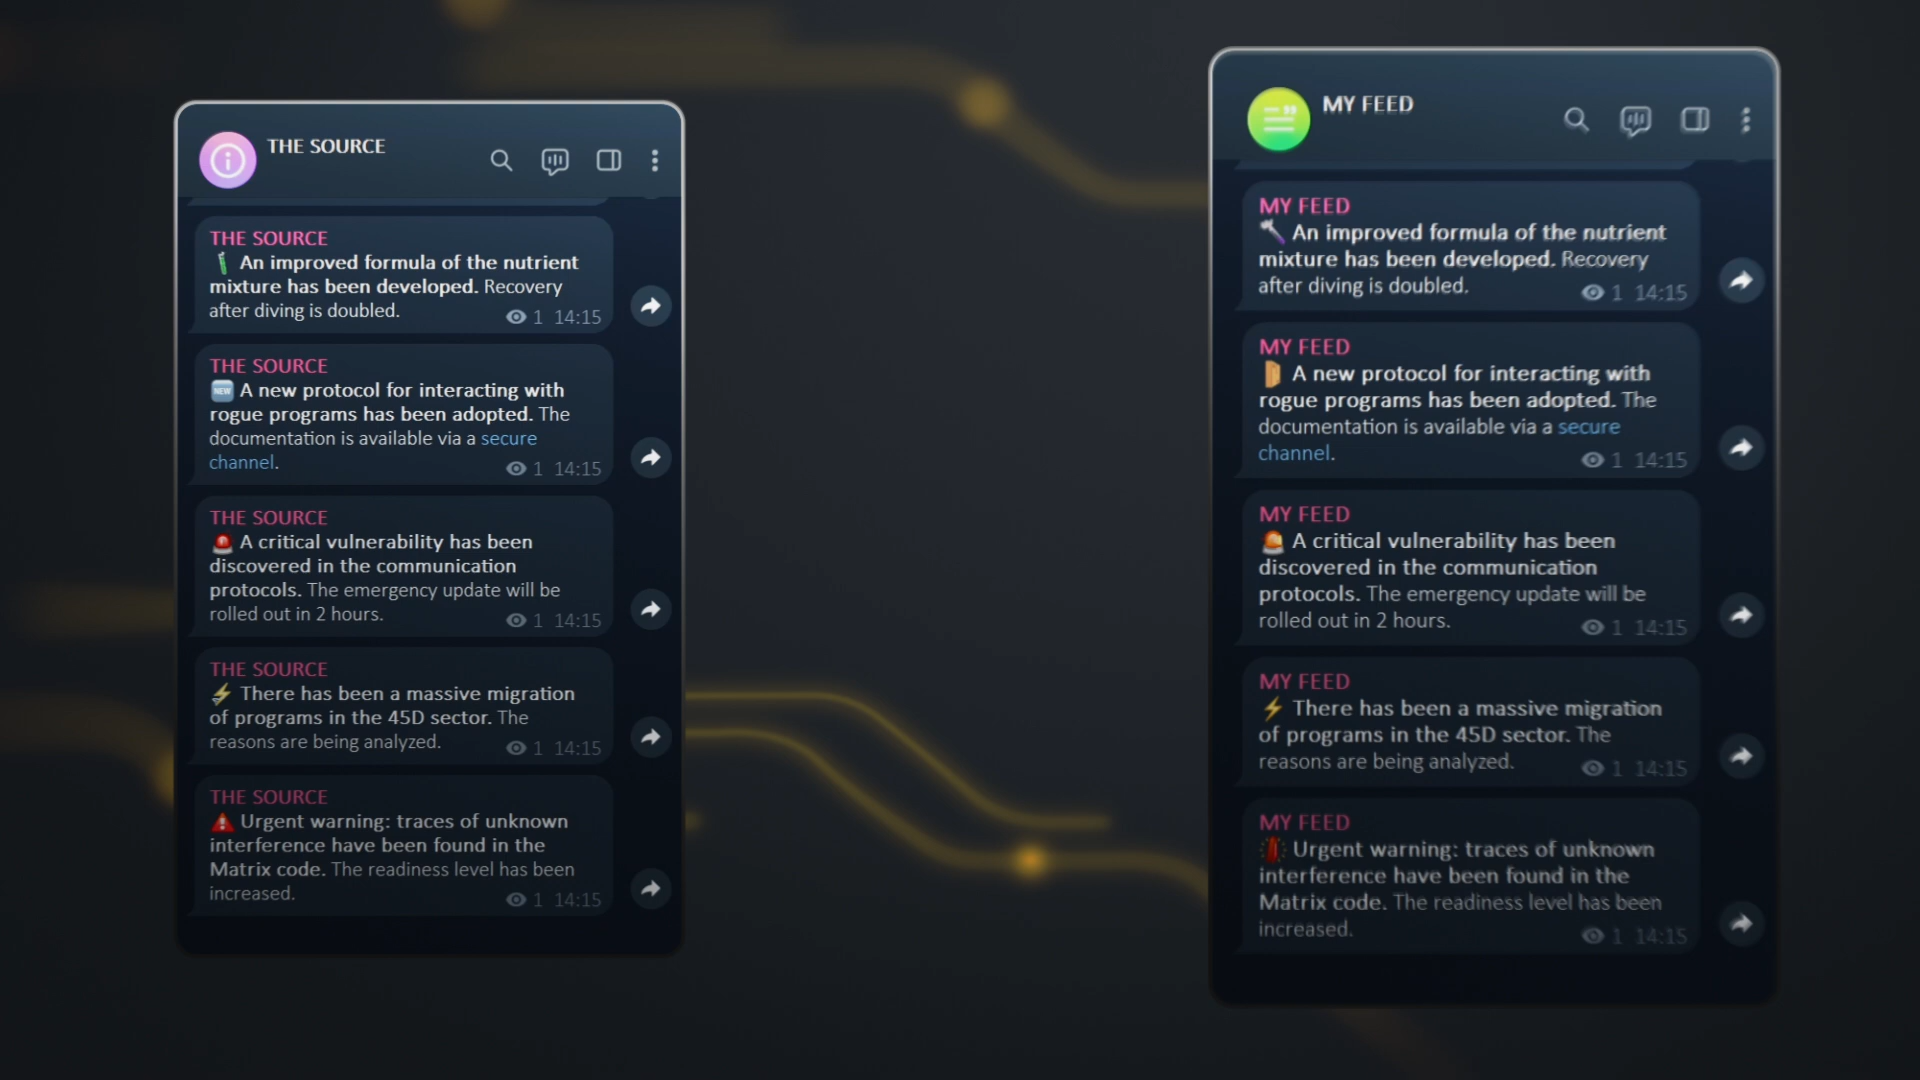 THE SOURCE
THE SOURCE
An improved formula of the nutrient
mixture has been developed. Recovery
after diving is doubled.
1 14:15
THE SOURCE
NEW A new protocol for interacting with
rogue programs has been adopted. The
documentation is available via a secure
channel.
1 14:15
THE SOURCE
A critical vulnerability has been
discovered in the communication
protocols. The emergency update will be
rolled out in 2 hours.
1 14:15
THE SOURCE
There has been a massive migration
of programs in the 45D sector. The
reasons are being analyzed.
1 14:15
THE SOURCE
Urgent warning: traces of unknown
interference have been found in the
Matrix code. The readiness level has been
increased.
1 14:15
MY FEED
MY FEED
An improved formula of the nutrient
mixture has been developed. Recovery
after diving is doubled.
1 14:15
MY FEED
A new protocol for interacting with
rogue programs has been adopted. The
documentation is available via a secure
channel.
1 14:15
MY FEED
A critical vulnerability has been
discovered in the communication
protocols. The emergency update will be
rolled out in 2 hours.
1 14:15
MY FEED
There has been a massive migration
of programs in the 45D sector. The
reasons are being analyzed.
1 14:15
MY FEED
Urgent warning: traces of unknown
interference have been found in the
Matrix code. The readiness level has been
increased.
1 14:15